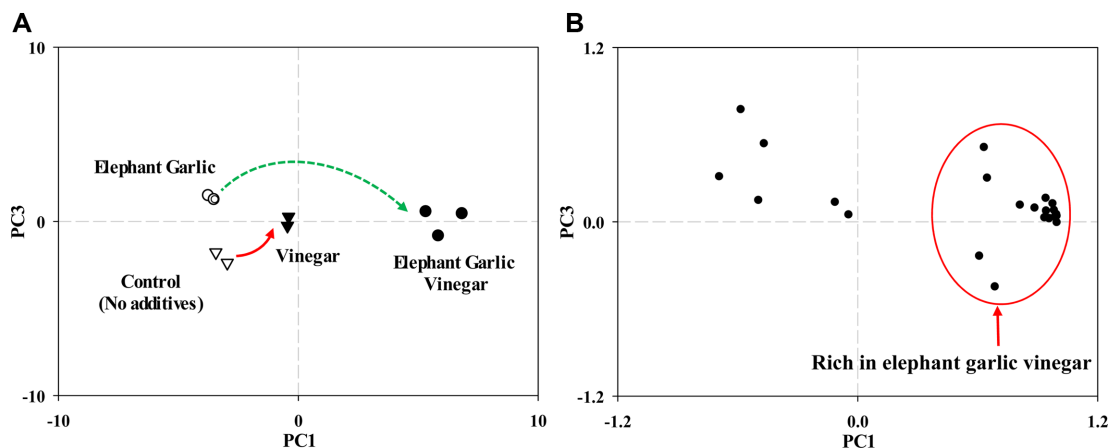 A
10
Elephant Garlic
PC3
0
Vinegar
Control
(No additives)
Elephant Garlic
Vinegar
-10
-10
0
10
PC1
B
1.2
PC3
0.0
Rich in elephant garlic vinegar
-1.2
-1.2
0.0
1.2
PC1